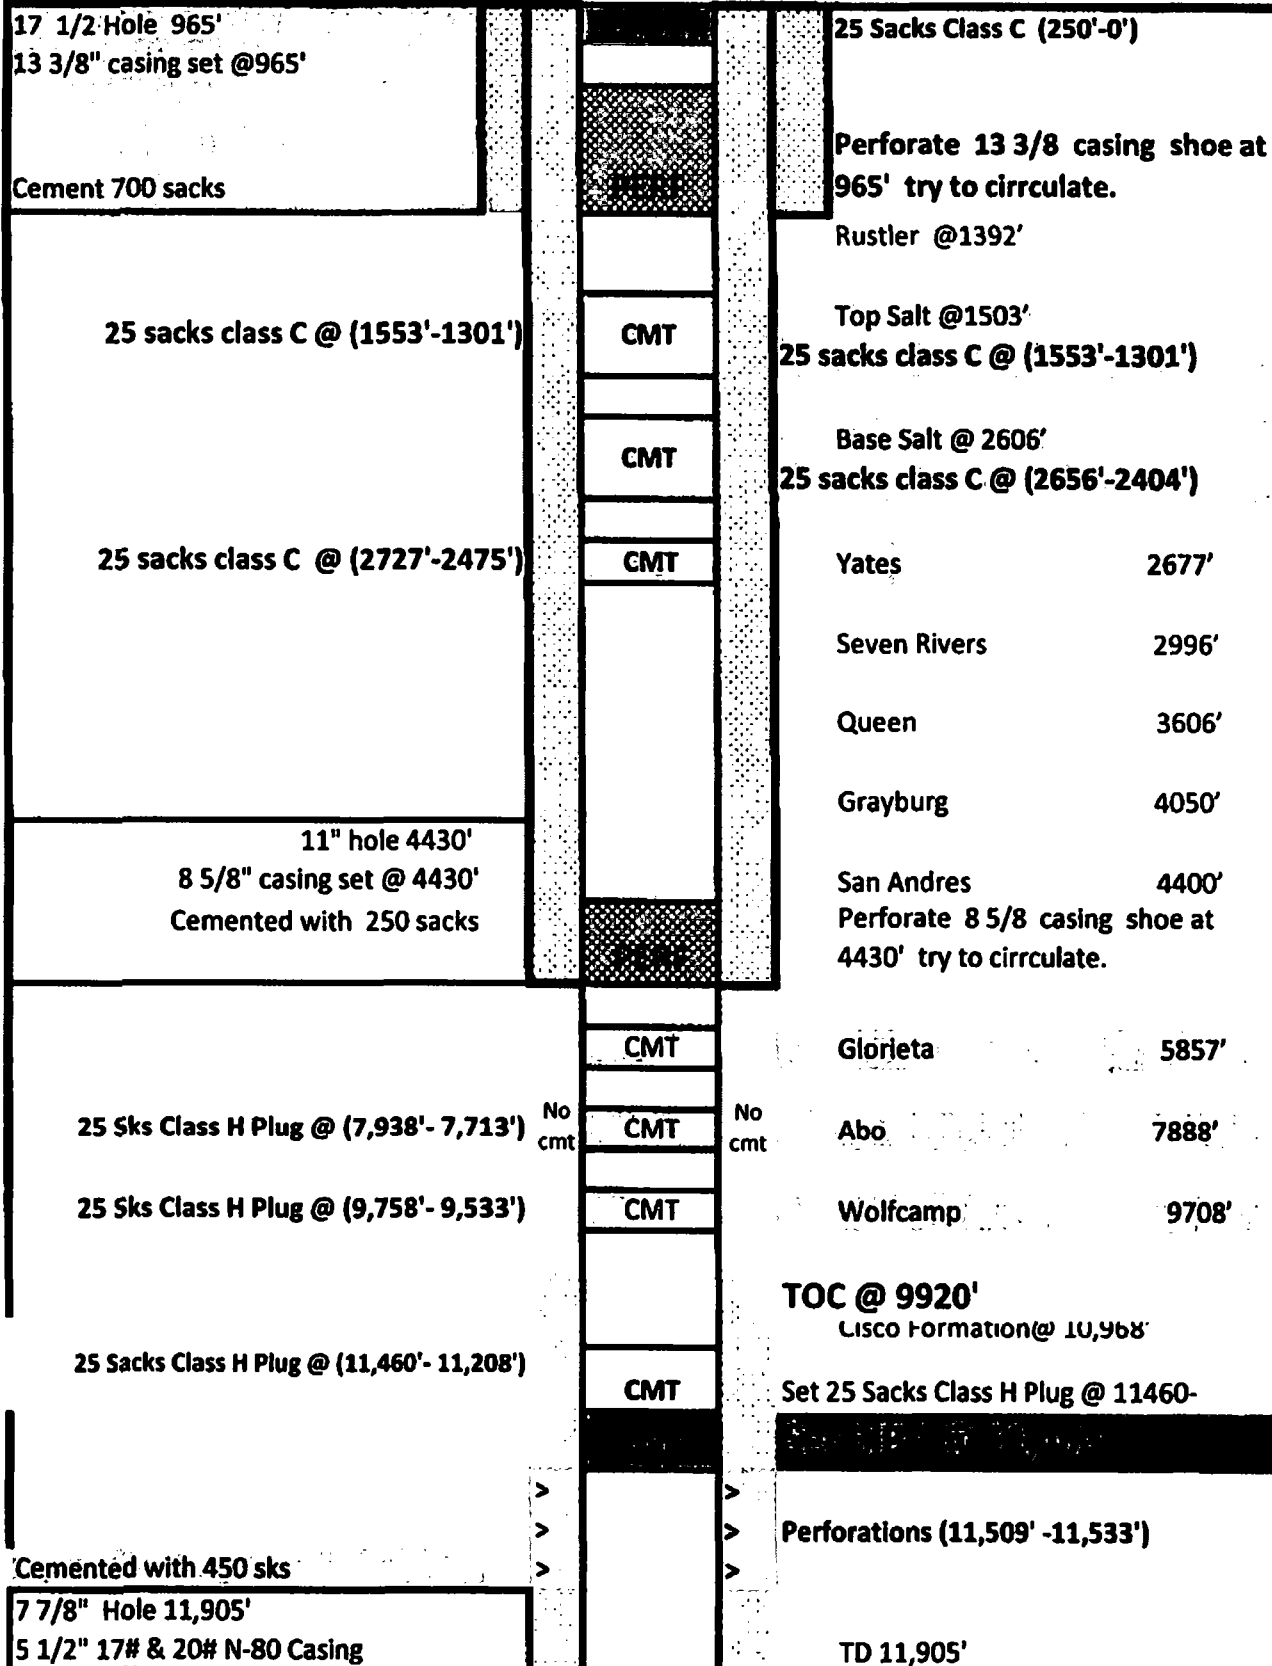 17 1/2 Hole 965'
13 3/8" casing set @965'
25 Sacks Class C (250'-0')
Cement 700 sacks
PERF
Perforate 13 3/8 casing shoe at
965' try to cirrculate.
Rustler @1392'
25 sacks class C @ (1553'-1301')
CMT
Top Salt @1503'
25 sacks class C @ (1553'-1301')
CMT
Base Salt @ 2606'
25 sacks class C @ (2656'-2404')
25 sacks class C @ (2727'-2475')
CMT
Yates 2677'
Seven Rivers 2996'
Queen 3606'
Grayburg 4050'
11" hole 4430'
8 5/8" casing set @ 4430'
Cemented with 250 sacks
San Andres 4400'
PERF
Perforate 8 5/8 casing shoe at
4430' try to cirrculate.
CMT
Glorieta 5857'
25 Sks Class H Plug @ (7,938'- 7,713')
No
cmt
CMT
No
cmt
Abo 7888'
25 Sks Class H Plug @ (9,758'- 9,533')
CMT
Wolfcamp 9708'
TOC @ 9920'
Cisco Formation@ 10,968'
25 Sacks Class H Plug @ (11,460'- 11,208')
CMT
Set 25 Sacks Class H Plug @ 11460-
> >
> >
> >
Perforations (11,509' -11,533')
Cemented with 450 sks
7 7/8" Hole 11,905'
5 1/2" 17# & 20# N-80 Casing
TD 11,905'